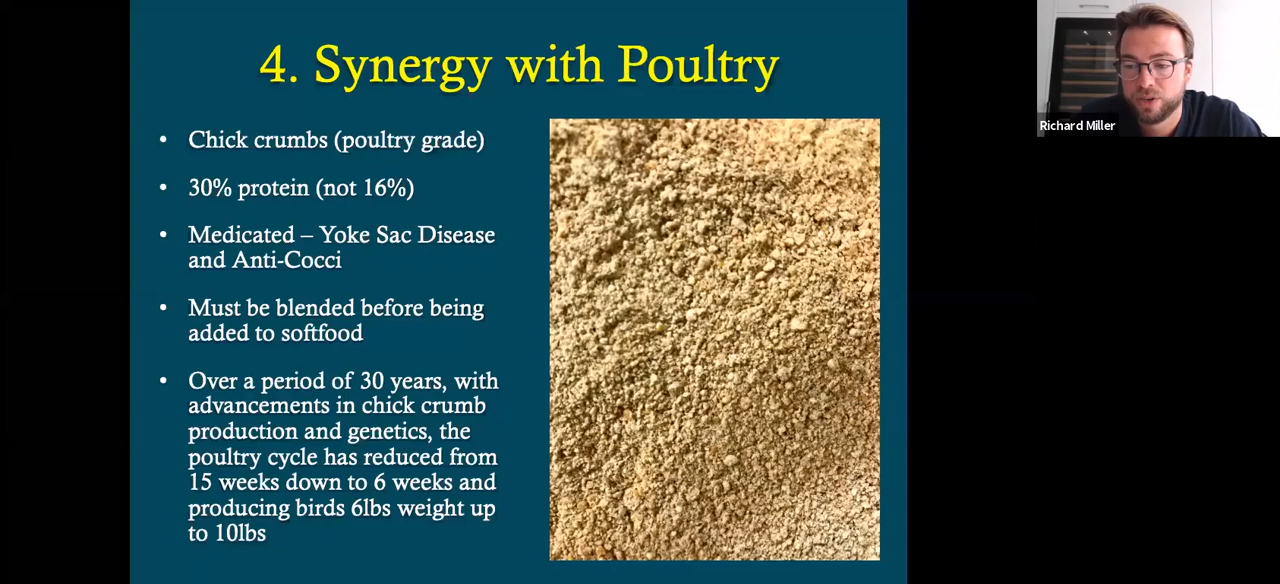 4. Synergy with Poultry
• Chick crumbs (poultry grade)
• 30% protein (not 16%)
• Medicated – Yoke Sac Disease
and Anti-Cocci
• Must be blended before being
added to softfood
• Over a period of 30 years, with
advancements in chick crumb
production and genetics, the
poultry cycle has reduced from
15 weeks down to 6 weeks and
producing birds 6lbs weight up
to 10lbs
Richard Miller